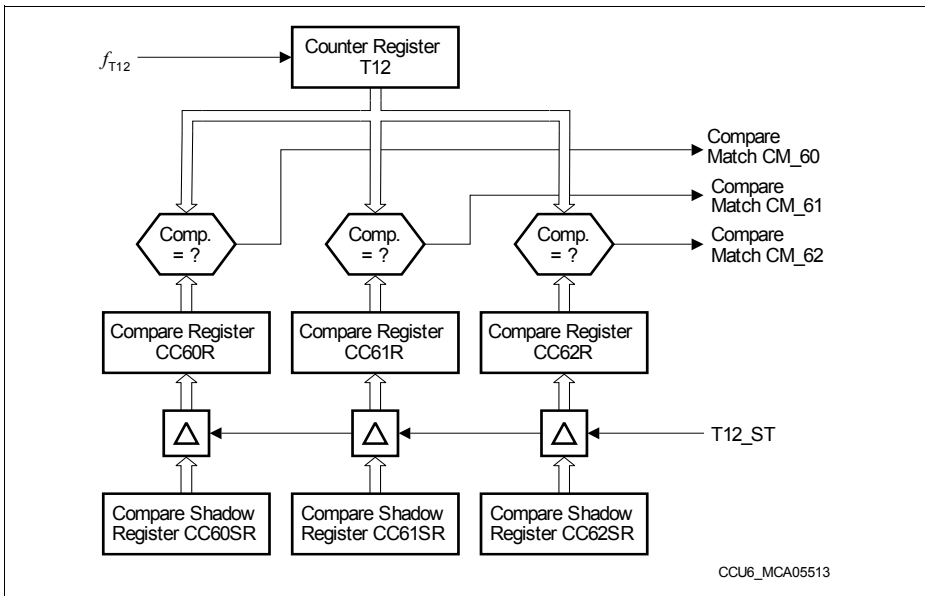 Counter Register
T12
f T12
Compare
Match CM_60
Compare
Match CM_61
Compare
Match CM_62
Comp.
= ?
Comp.
= ?
Comp.
= ?
Compare Register
CC60R
Compare Register
CC61R
Compare Register
CC62R
T12_ST
Compare Shadow
Register CC60SR
Compare Shadow
Register CC61SR
Compare Shadow
Register CC62SR
CCU6_MCA05513